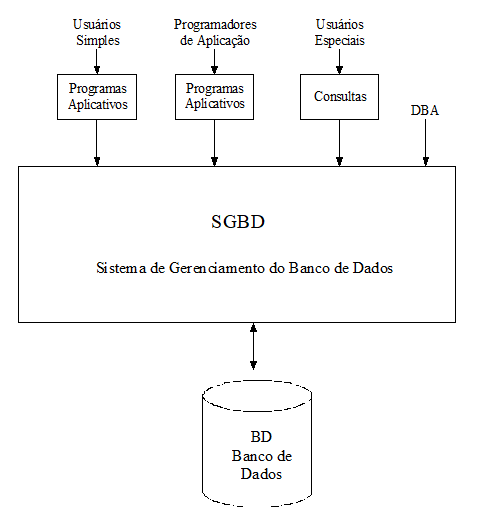 Usuários
Simples
Programadores
de Aplicação
Usuários
Especiais
Programas
Aplicativos
Programas
Aplicativos
Consultas
DBA
SGBD
Sistema de Gerenciamento do Banco de Dados
BD
Banco de
Dados